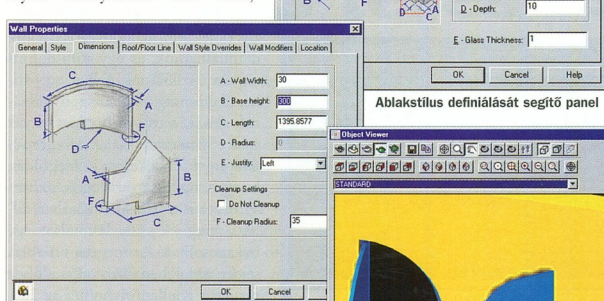 D - Depth: 10
B F D C A
E - Glass Thickness: 1
OK Cancel Help
Ablakstílus definiálását segítő panel
Wall Properties
General Style Dimensions Roof/Floor Line Wall Style Overrides Wall Modifiers Location
C
A
B
F
D
A
B
F
C
A - Wall Width: 30
B - Base height: 300
C - Length: 1395.8577
D - Radius: 0
E - Justify: Left
Cleanup Settings
Do Not Cleanup
F - Cleanup Radius: 35
OK Cancel
Object Viewer
STANDARD